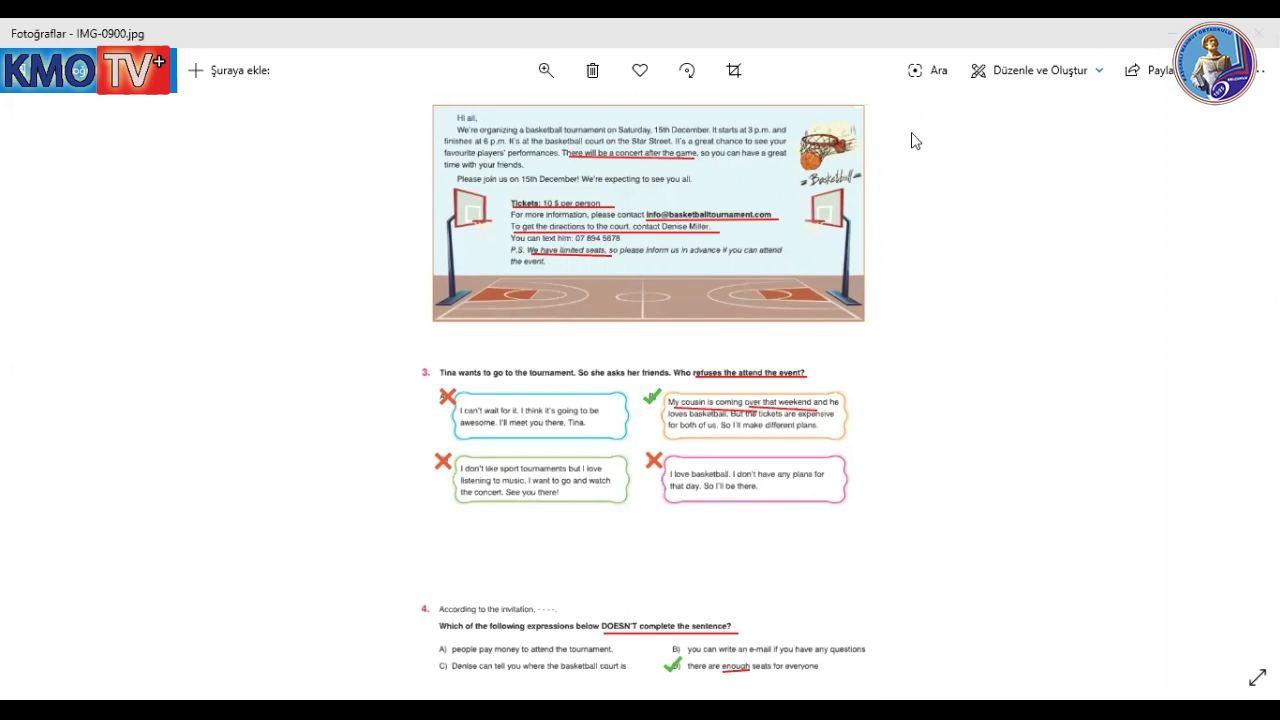 Fotoğraflar - IMG-0900.jpg
KMO TV+
Şuraya ekle:
Ara
Düzenle ve Oluştur
Payla
Hi all,
We're organizing a basketball tournament on Saturday, 15th December. It starts at 3 p.m. and
finishes at 6 p.m. It's at the basketball court on the Star Street. It's a great chance to see your
favourite players' performances. There will be a concert after the game, so you can have a great
time with your friends.
Please join us on 15th December! We're expecting to see you all.
Basketball
Tickets: 10 $ per person
For more information, please contact info@basketballtournament.com
To get the directions to the court, contact Denise Miller.
You can text him: 07 894 5678
P.S. We have limited seats, so please inform us in advance if you can attend
the event.
3. Tina wants to go to the tournament. So she asks her friends. Who refuses the attend the event?
I can't wait for it. I think it's going to be
awesome. I'll meet you there, Tina.
My cousin is coming over that weekend and he
loves basketball. But the tickets are expensive
for both of us. So I'll make different plans.
I don't like sport tournaments but I love
listening to music. I want to go and watch
the concert. See you there!
I love basketball. I don't have any plans for
that day. So I'll be there.
4. According to the invitation, - - - -.
Which of the following expressions below DOESN'T complete the sentence?
A) people pay money to attend the tournament.
B) you can write an e-mail if you have any questions
C) Denise can tell you where the basketball court is
D) there are enough seats for everyone